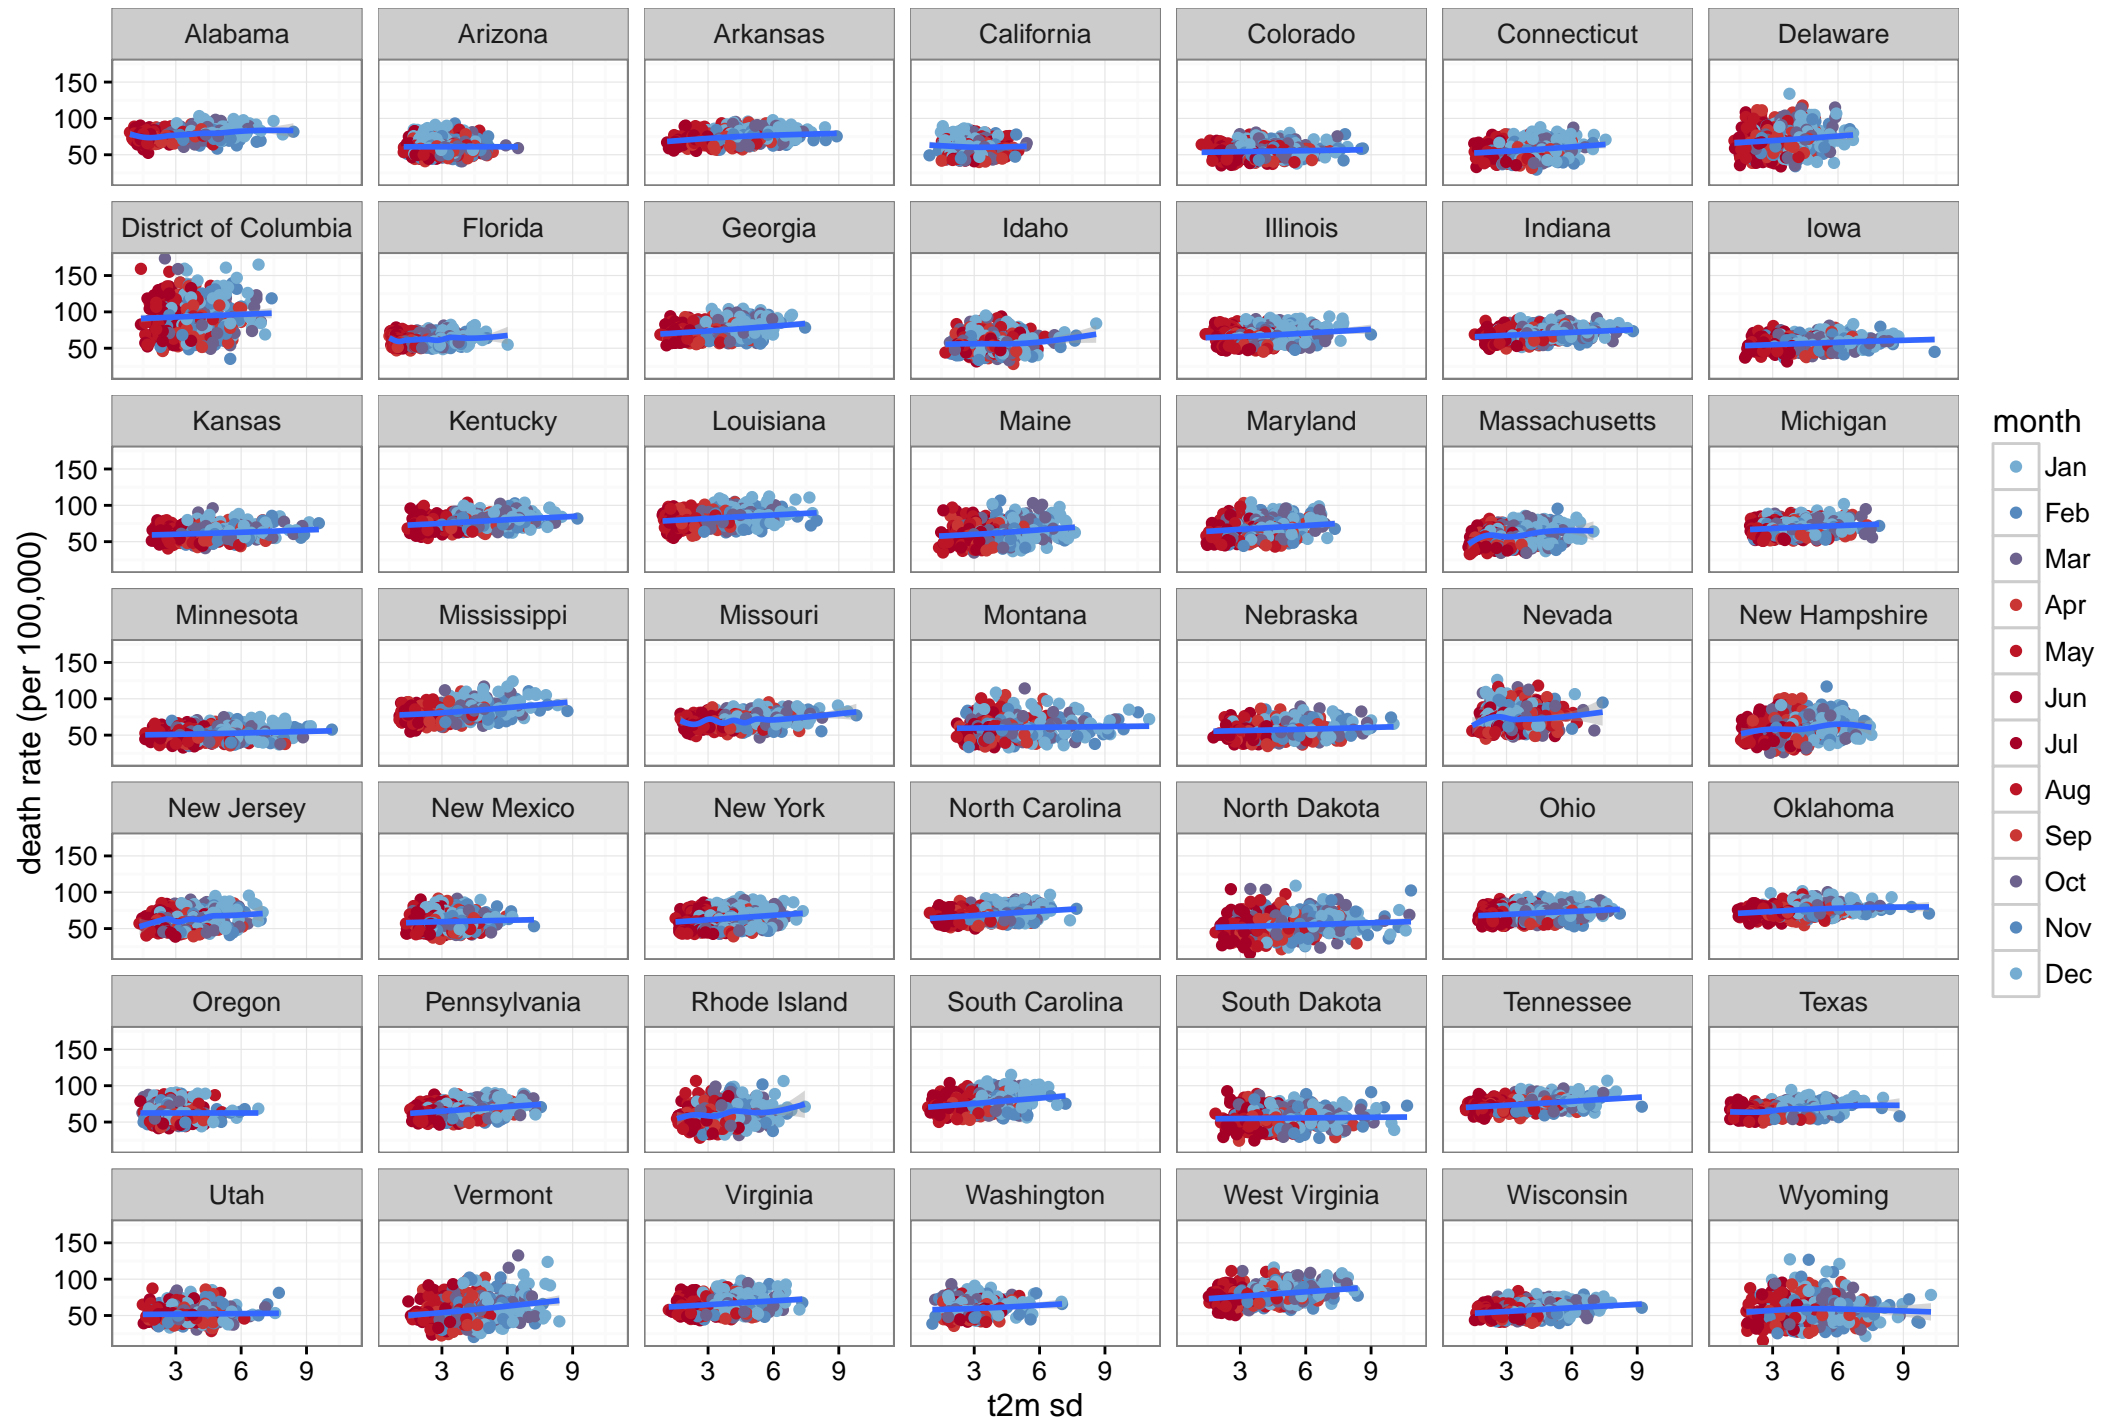 Alabama Arizona Arkansas California Colorado Connecticut Delaware
150
100
50
District of Columbia Florida Georgia Idaho Illinois Indiana Iowa
150
100
50
Kansas Kentucky Louisiana Maine Maryland Massachusetts Michigan
150
100
50
Minnesota Mississippi Missouri Montana Nebraska Nevada New Hampshire
150
100
50
New Jersey New Mexico New York North Carolina North Dakota Ohio Oklahoma
150
100
50
Oregon Pennsylvania Rhode Island South Carolina South Dakota Tennessee Texas
150
100
50
Utah Vermont Virginia Washington West Virginia Wisconsin Wyoming
150
100
50
3 6 9 3 6 9 3 6 9 3 6 9 3 6 9 3 6 9 3 6 9
t2m sd
death rate (per 100,000)
month
Jan
Feb
Mar
Apr
May
Jun
Jul
Aug
Sep
Oct
Nov
Dec